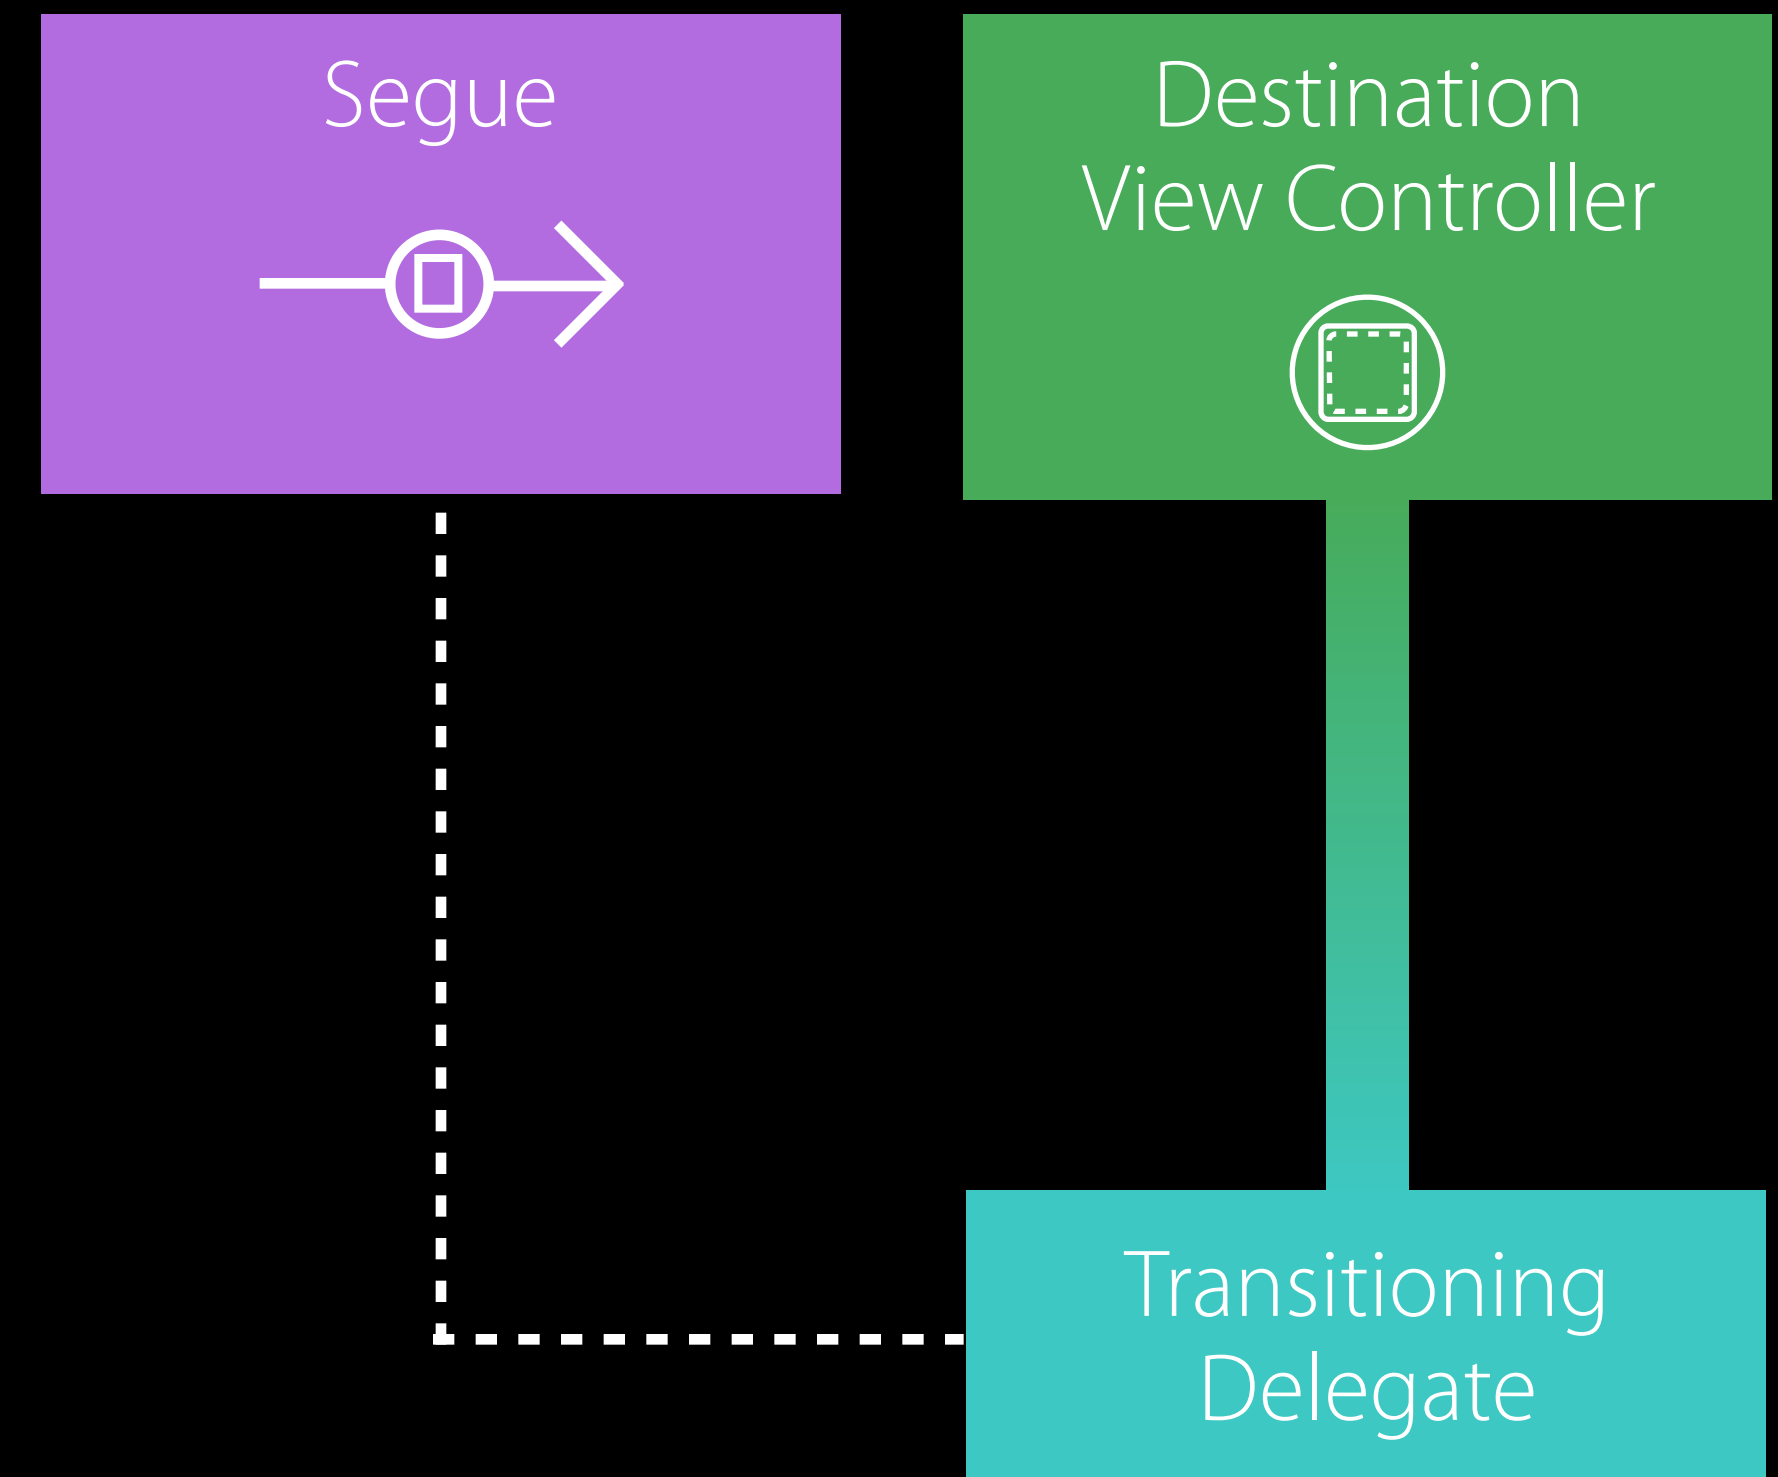 Segue
Destination
View Controller
Transitioning
Delegate